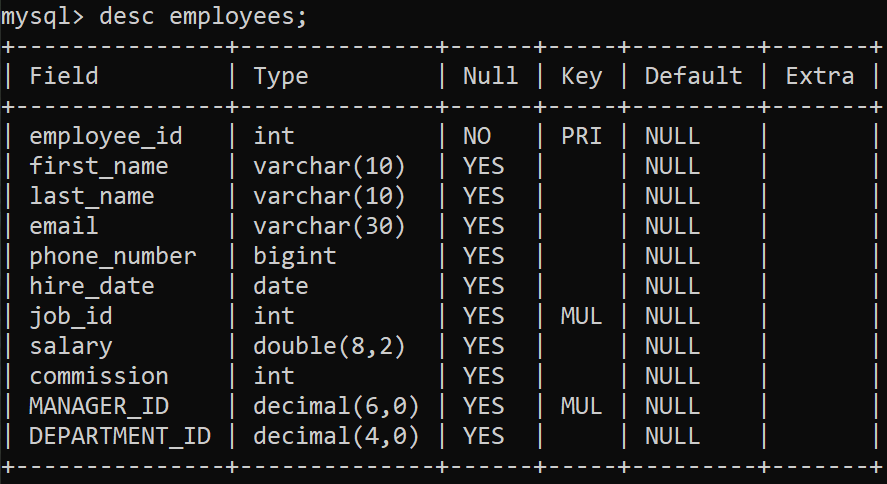 mysql> desc employees;
+---------------+--------------+------+-----+---------+-------+
| Field         | Type         | Null | Key | Default | Extra |
+---------------+--------------+------+-----+---------+-------+
| employee_id   | int          | NO   | PRI | NULL    |       |
| first_name    | varchar(10)  | YES  |     | NULL    |       |
| last_name     | varchar(10)  | YES  |     | NULL    |       |
| email         | varchar(30)  | YES  |     | NULL    |       |
| phone_number  | bigint       | YES  |     | NULL    |       |
| hire_date     | date         | YES  |     | NULL    |       |
| job_id        | int          | YES  | MUL | NULL    |       |
| salary        | double(8,2)  | YES  |     | NULL    |       |
| commission    | int          | YES  |     | NULL    |       |
| MANAGER_ID    | decimal(6,0) | YES  | MUL | NULL    |       |
| DEPARTMENT_ID | decimal(4,0) | YES  |     | NULL    |       |
+---------------+--------------+------+-----+---------+-------+